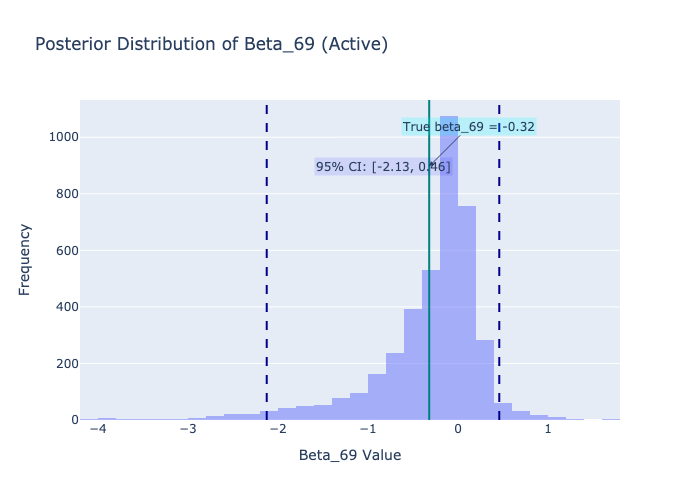 Posterior Distribution of Beta_69 (Active)
True beta_69 = -0.32
95% CI: [-2.13, 0.46]
Frequency
1000
800
600
400
200
0
−4 −3 −2 −1 0 1
Beta_69 Value